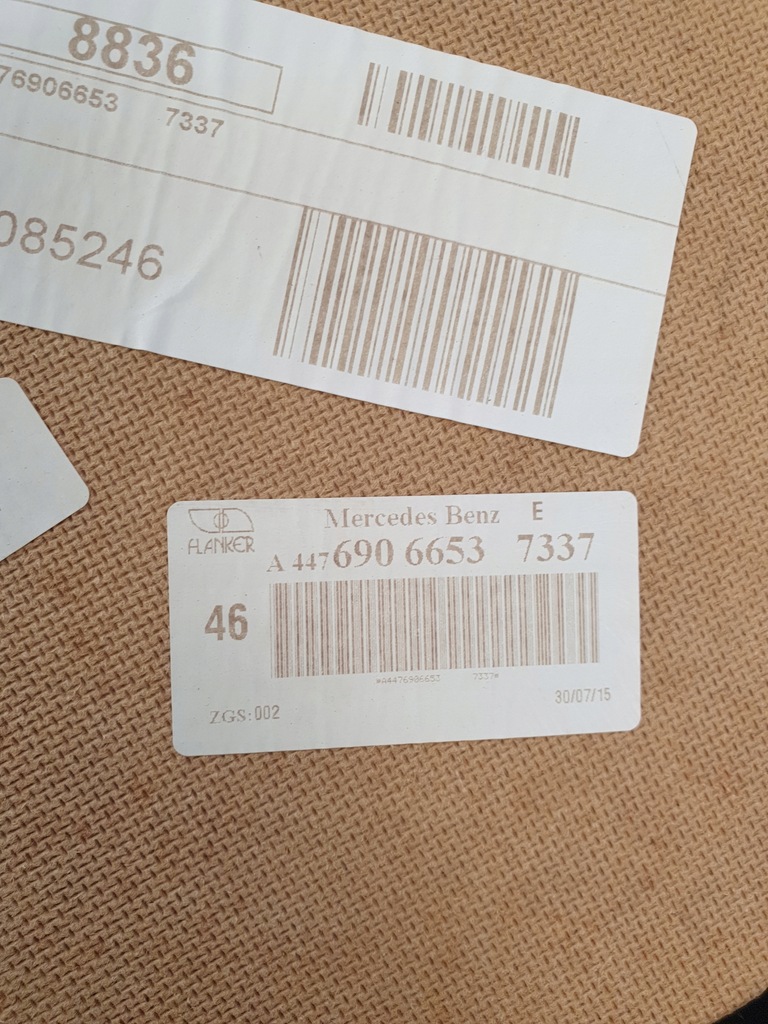 8836
76906653 7337
085246
FLANKER
Mercedes Benz E
A 447 690 6653 7337
46
*A4476906653 7337*
ZGS:002
30/07/15